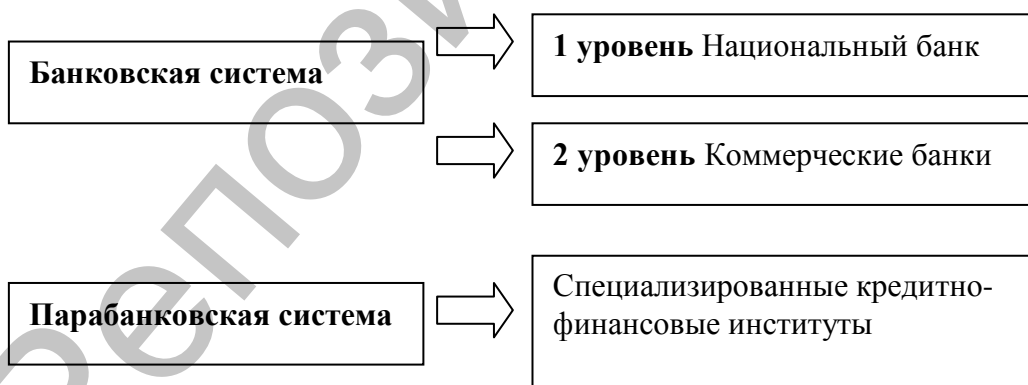 Банковская система
1 уровень Национальный банк
2 уровень Коммерческие банки
Парабанковская система
Специализированные кредитно-
финансовые институты